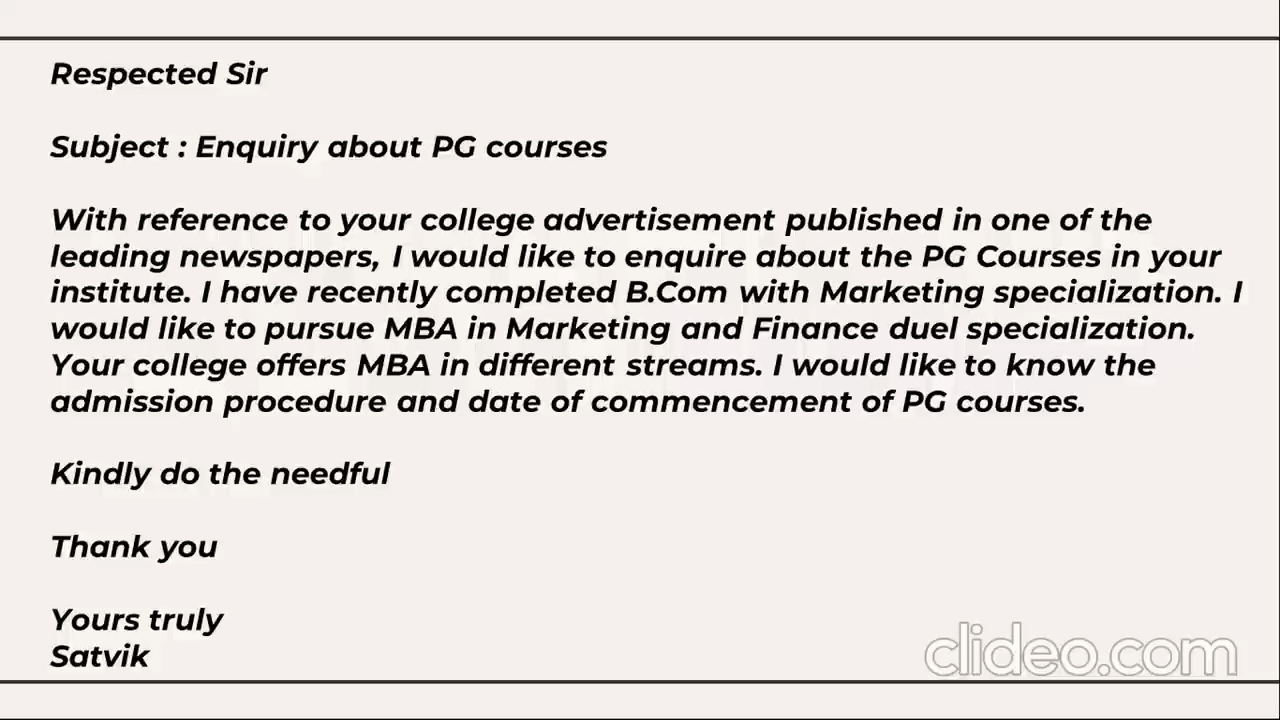 Respected Sir
Subject : Enquiry about PG courses
With reference to your college advertisement published in one of the
leading newspapers, I would like to enquire about the PG Courses in your
institute. I have recently completed B.Com with Marketing specialization. I
would like to pursue MBA in Marketing and Finance duel specialization.
Your college offers MBA in different streams. I would like to know the
admission procedure and date of commencement of PG courses.
Kindly do the needful
Thank you
Yours truly
Satvik
clideo.com